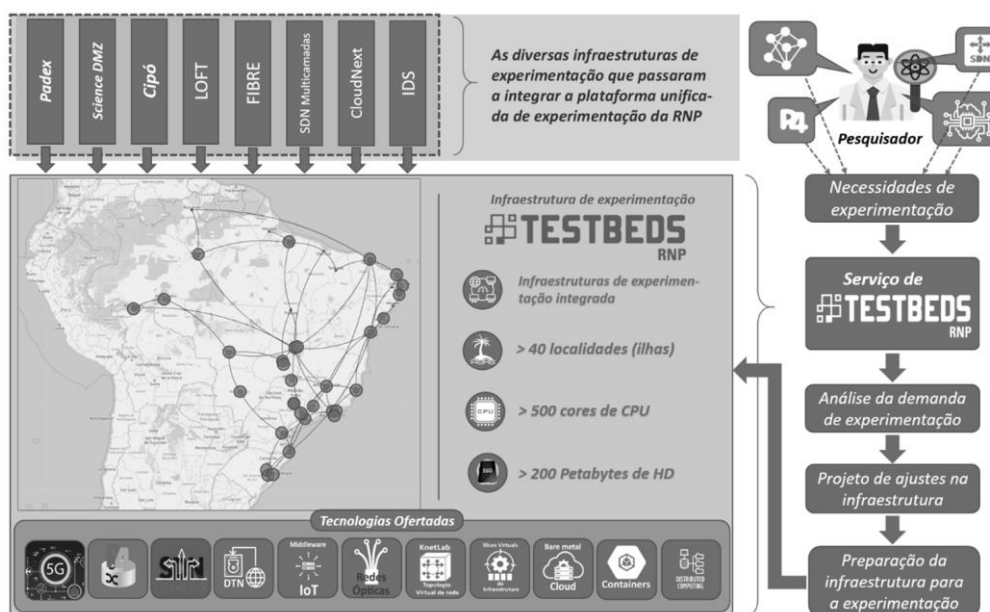 Padex
Science DMZ
Cipó
LOFT
FIBRE
SDN Multicamadas
CloudNext
IDS
As diversas infraestruturas de
experimentação que passaram
a integrar a plataforma unifica-
da de experimentação da RNP
SDN
P4
Pesquisador
Necessidades de
experimentação
Serviço de
TESTBEDS
RNP
Análise da demanda
de experimentação
Projeto de ajustes na
infraestrutura
Preparação da
infraestrutura para
a experimentação
Infraestrutura de experimentação
TESTBEDS
RNP
Infraestruturas de experimen-
tação integrada
> 40 localidades (ilhas)
CPU
> 500 cores de CPU
SSD
> 200 Petabytes de HD
Tecnologias Ofertadas
5G
DTN
Middleware
IoT
Redes
Ópticas
KnetLab
Topologia
Virtual de rede
Slices Virtuais
de Infraestrutura
Bare metal
Cloud
Containers
DISTRIBUTED
COMPUTING